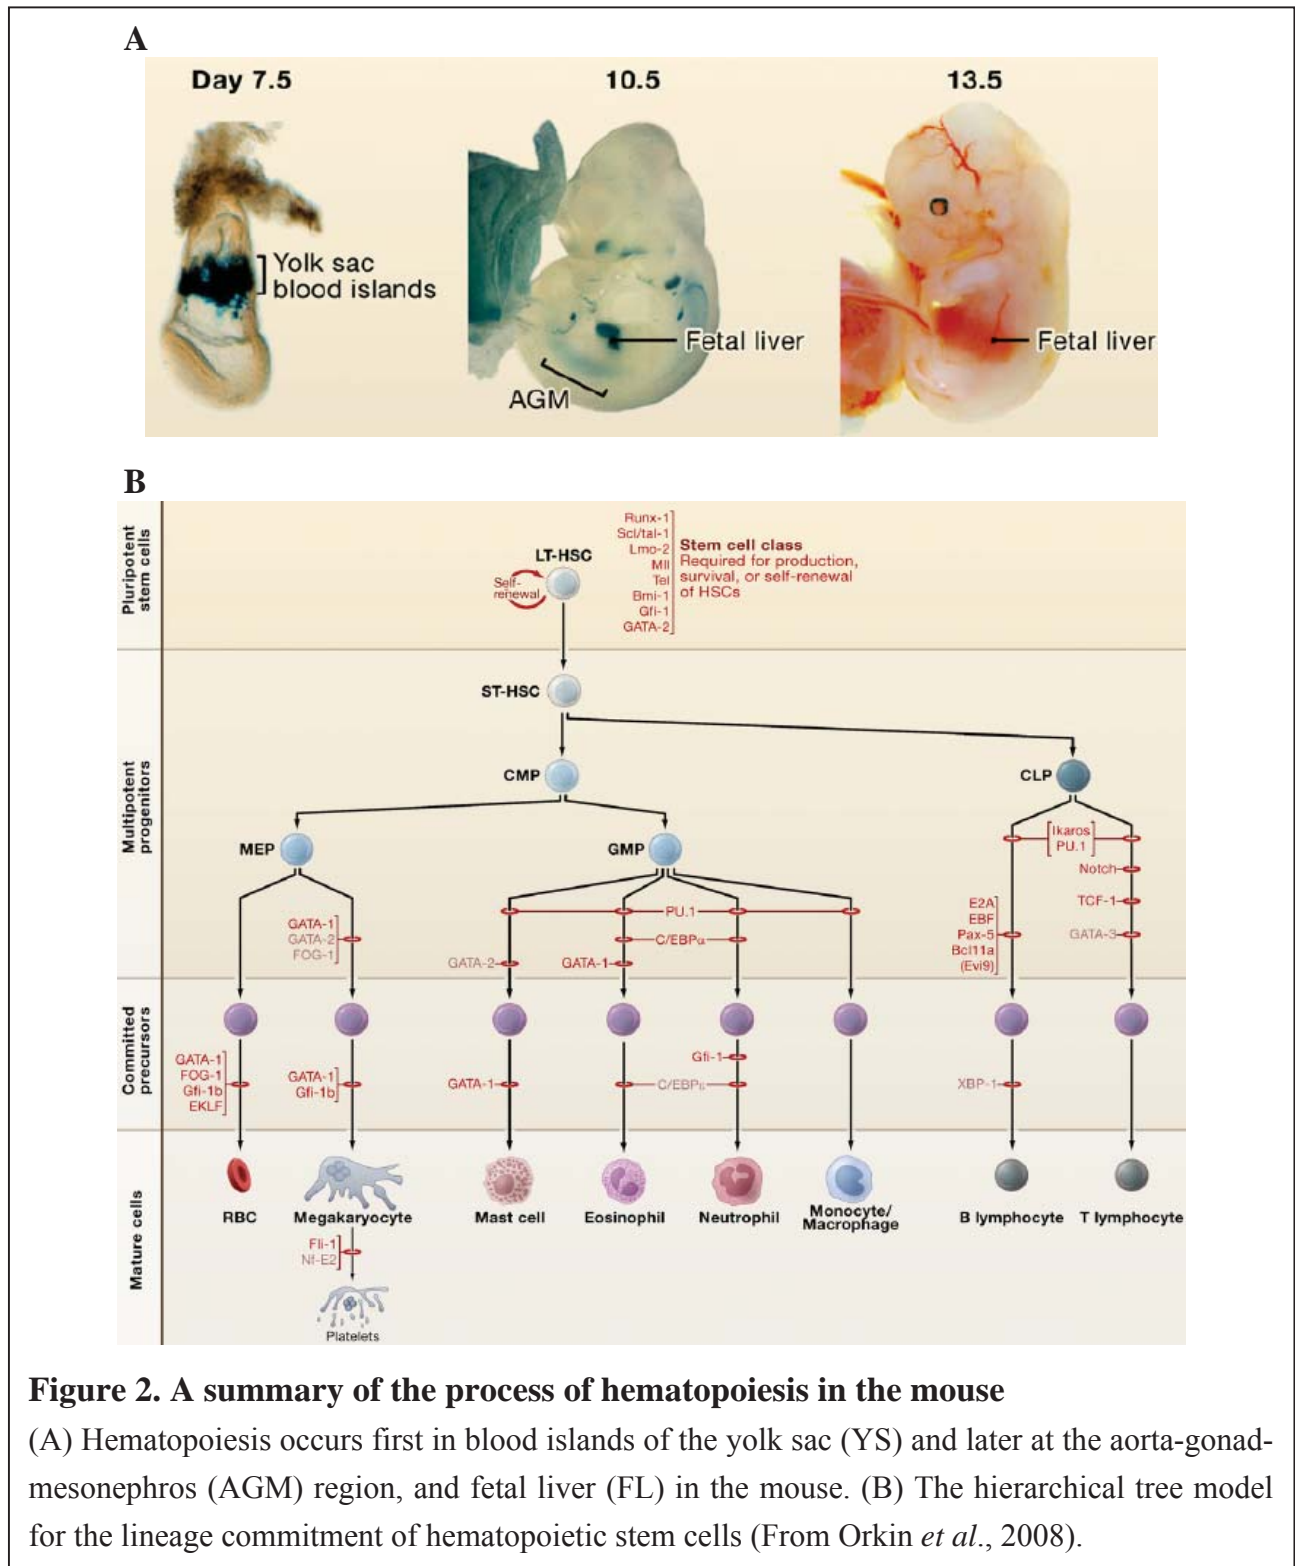 A
Day 7.5
10.5
13.5
Yolk sac
blood islands
Fetal liver
AGM
Fetal liver
B
Pluripotent
stem cells
Multipotent
progenitors
Committed
precursors
Mature cells
LT-HSC
Self-
renewal
Runx-1
Scl/tal-1
Lmo-2
Mll
Tel
Bmi-1
Gfi-1
GATA-2
Stem cell class
Required for production,
survival, or self-renewal
of HSCs
ST-HSC
CMP
CLP
MEP
GMP
Ikaros
PU.1
Notch
TCF-1
GATA-3
E2A
EBF
Pax-5
Bcl11a
(Evi9)
GATA-1
GATA-2
FOG-1
PU.1
C/EBPα
GATA-2
GATA-1
GATA-1
FOG-1
Gfi-1b
EKLF
GATA-1
Gfi-1b
GATA-1
Gfi-1
C/EBPε
XBP-1
RBC
Megakaryocyte
Mast cell
Eosinophil
Neutrophil
Monocyte/
Macrophage
B lymphocyte
T lymphocyte
Fli-1
Nf-E2
Platelets
Figure 2. A summary of the process of hematopoiesis in the mouse
(A) Hematopoiesis occurs first in blood islands of the yolk sac (YS) and later at the aorta-gonad-
mesonephros (AGM) region, and fetal liver (FL) in the mouse. (B) The hierarchical tree model
for the lineage commitment of hematopoietic stem cells (From Orkin et al., 2008).